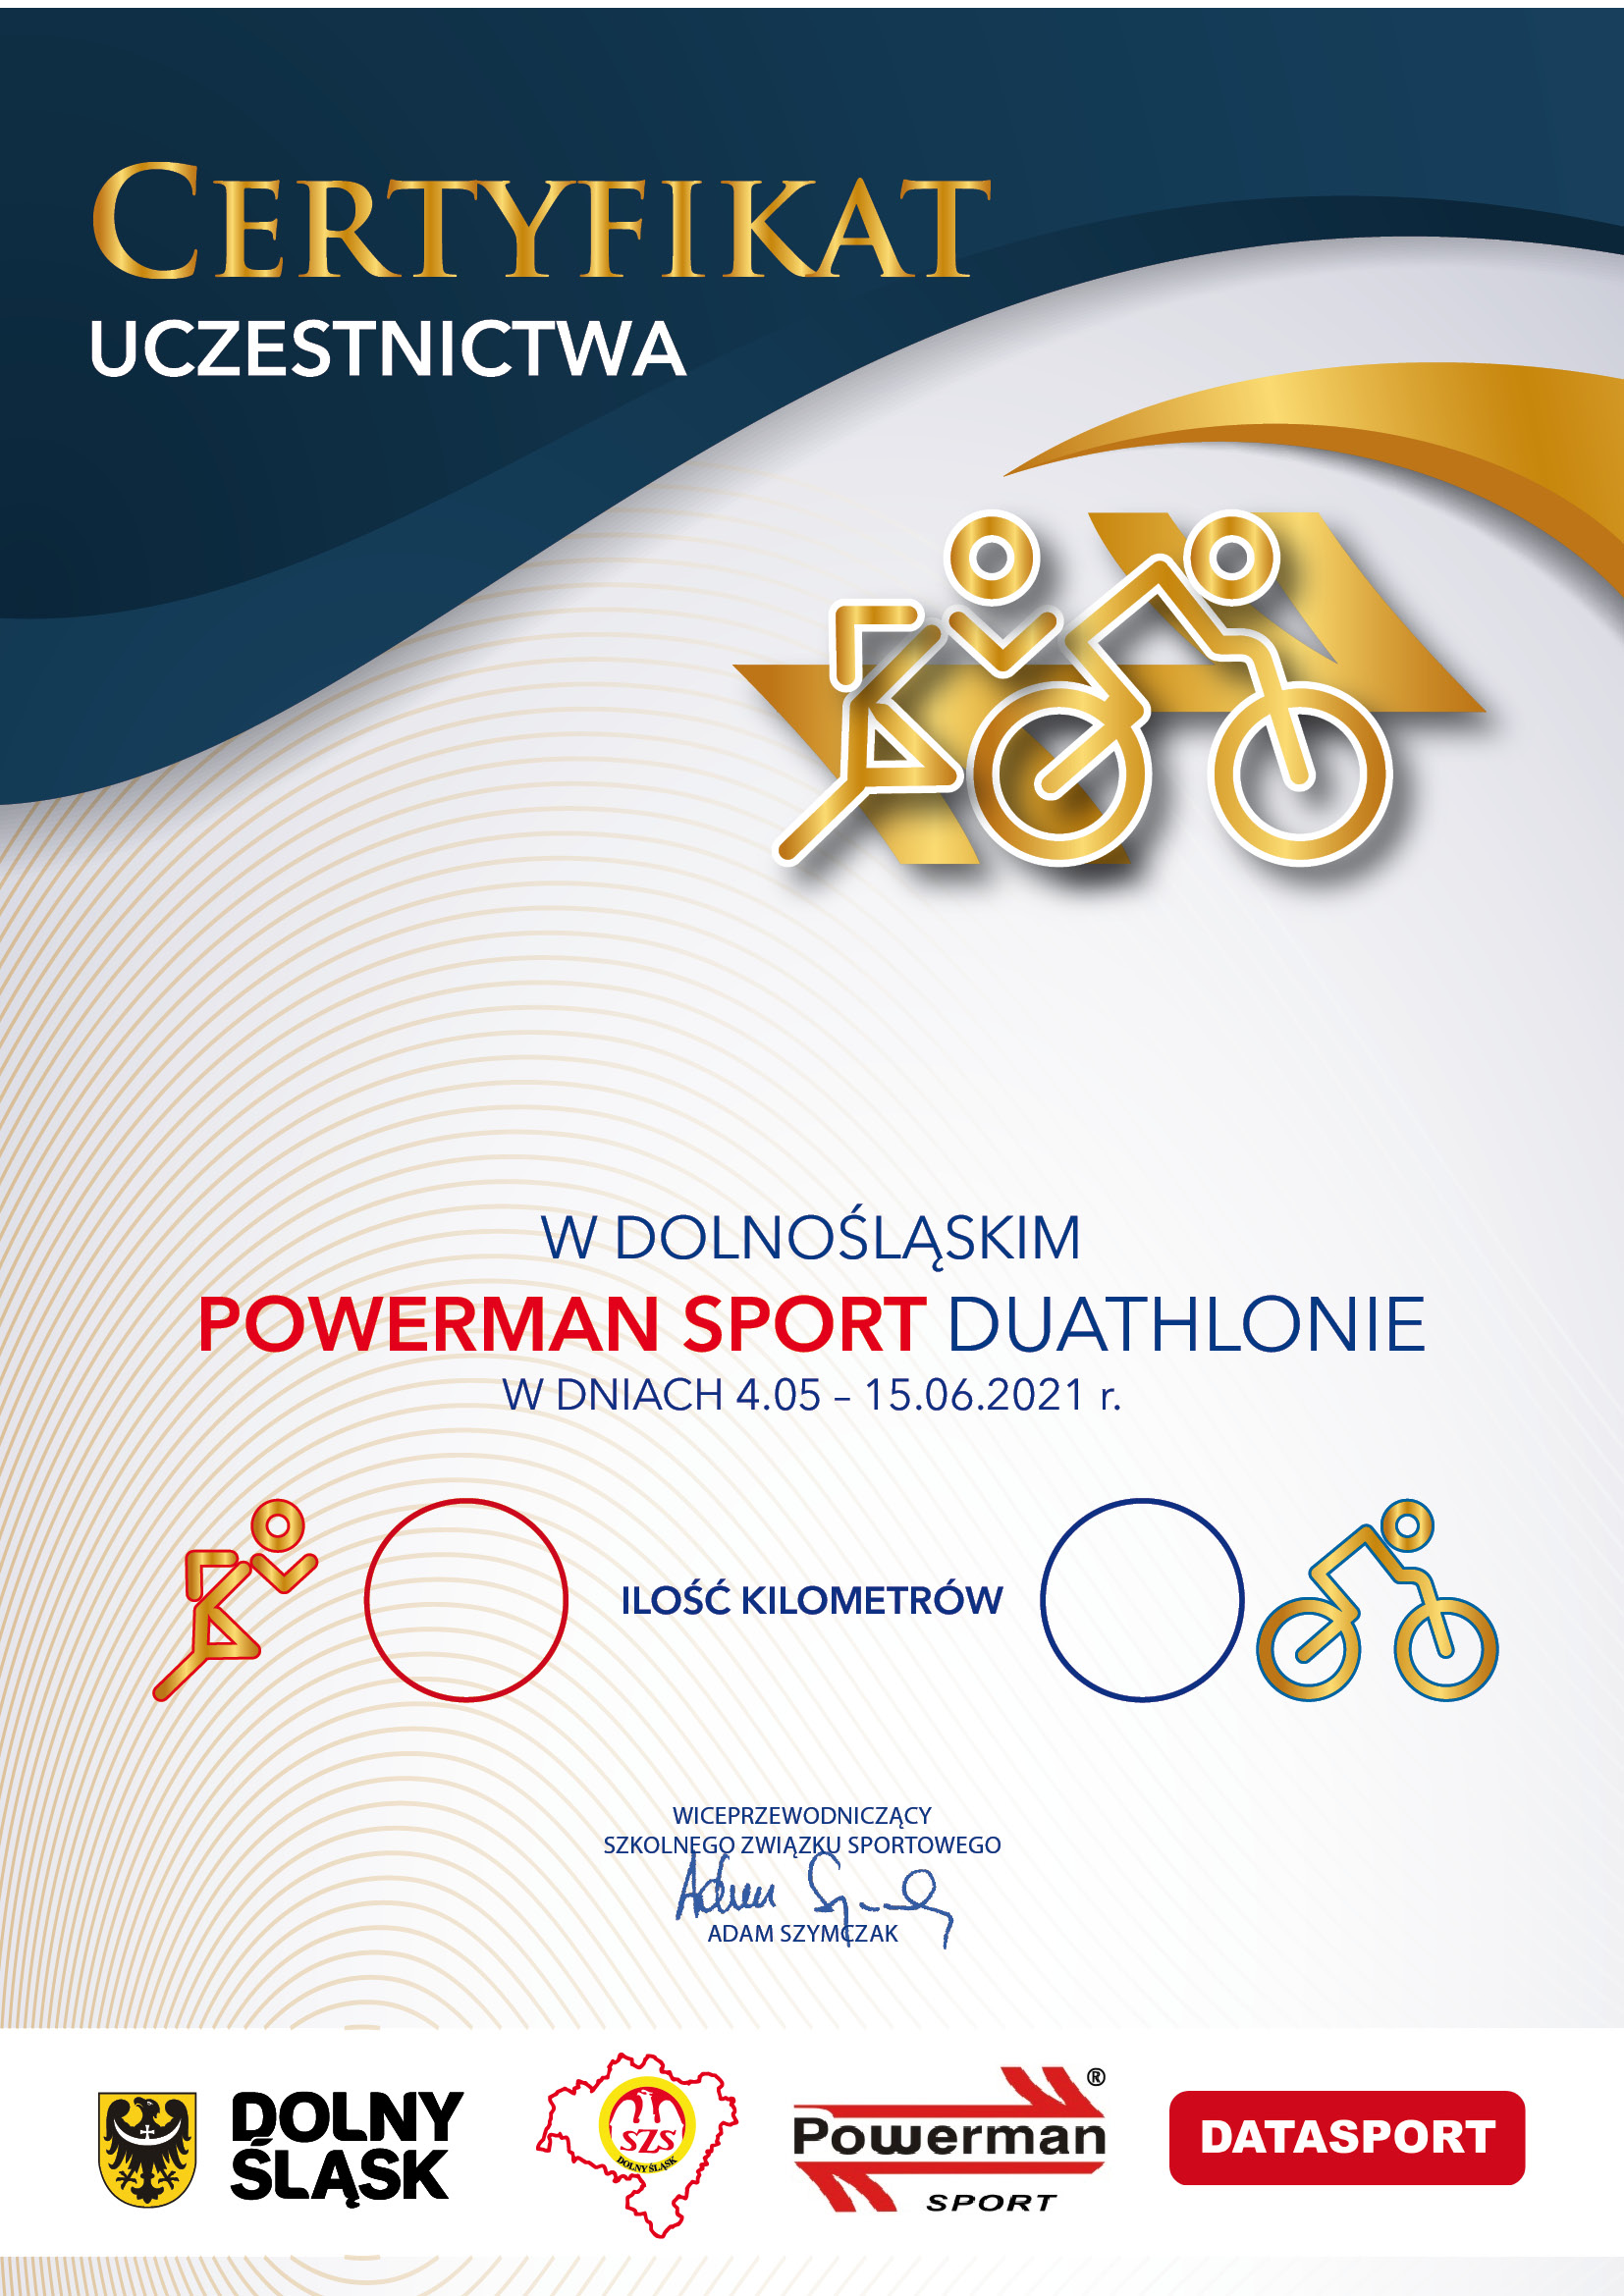 CERTYFIKAT
UCZESTNICTWA
W DOLNOŚLĄSKIM
POWERMAN SPORT DUATHLONIE
W DNIACH 4.05 – 15.06.2021 r.
ILOŚĆ KILOMETRÓW
WICEPRZEWODNICZĄCY
SZKOLNEGO ZWIĄZKU SPORTOWEGO
ADAM SZYMCZAK
DOLNY
ŚLĄSK
SZS
DOLNY ŚLĄSK
Powerman ®
SPORT
DATASPORT